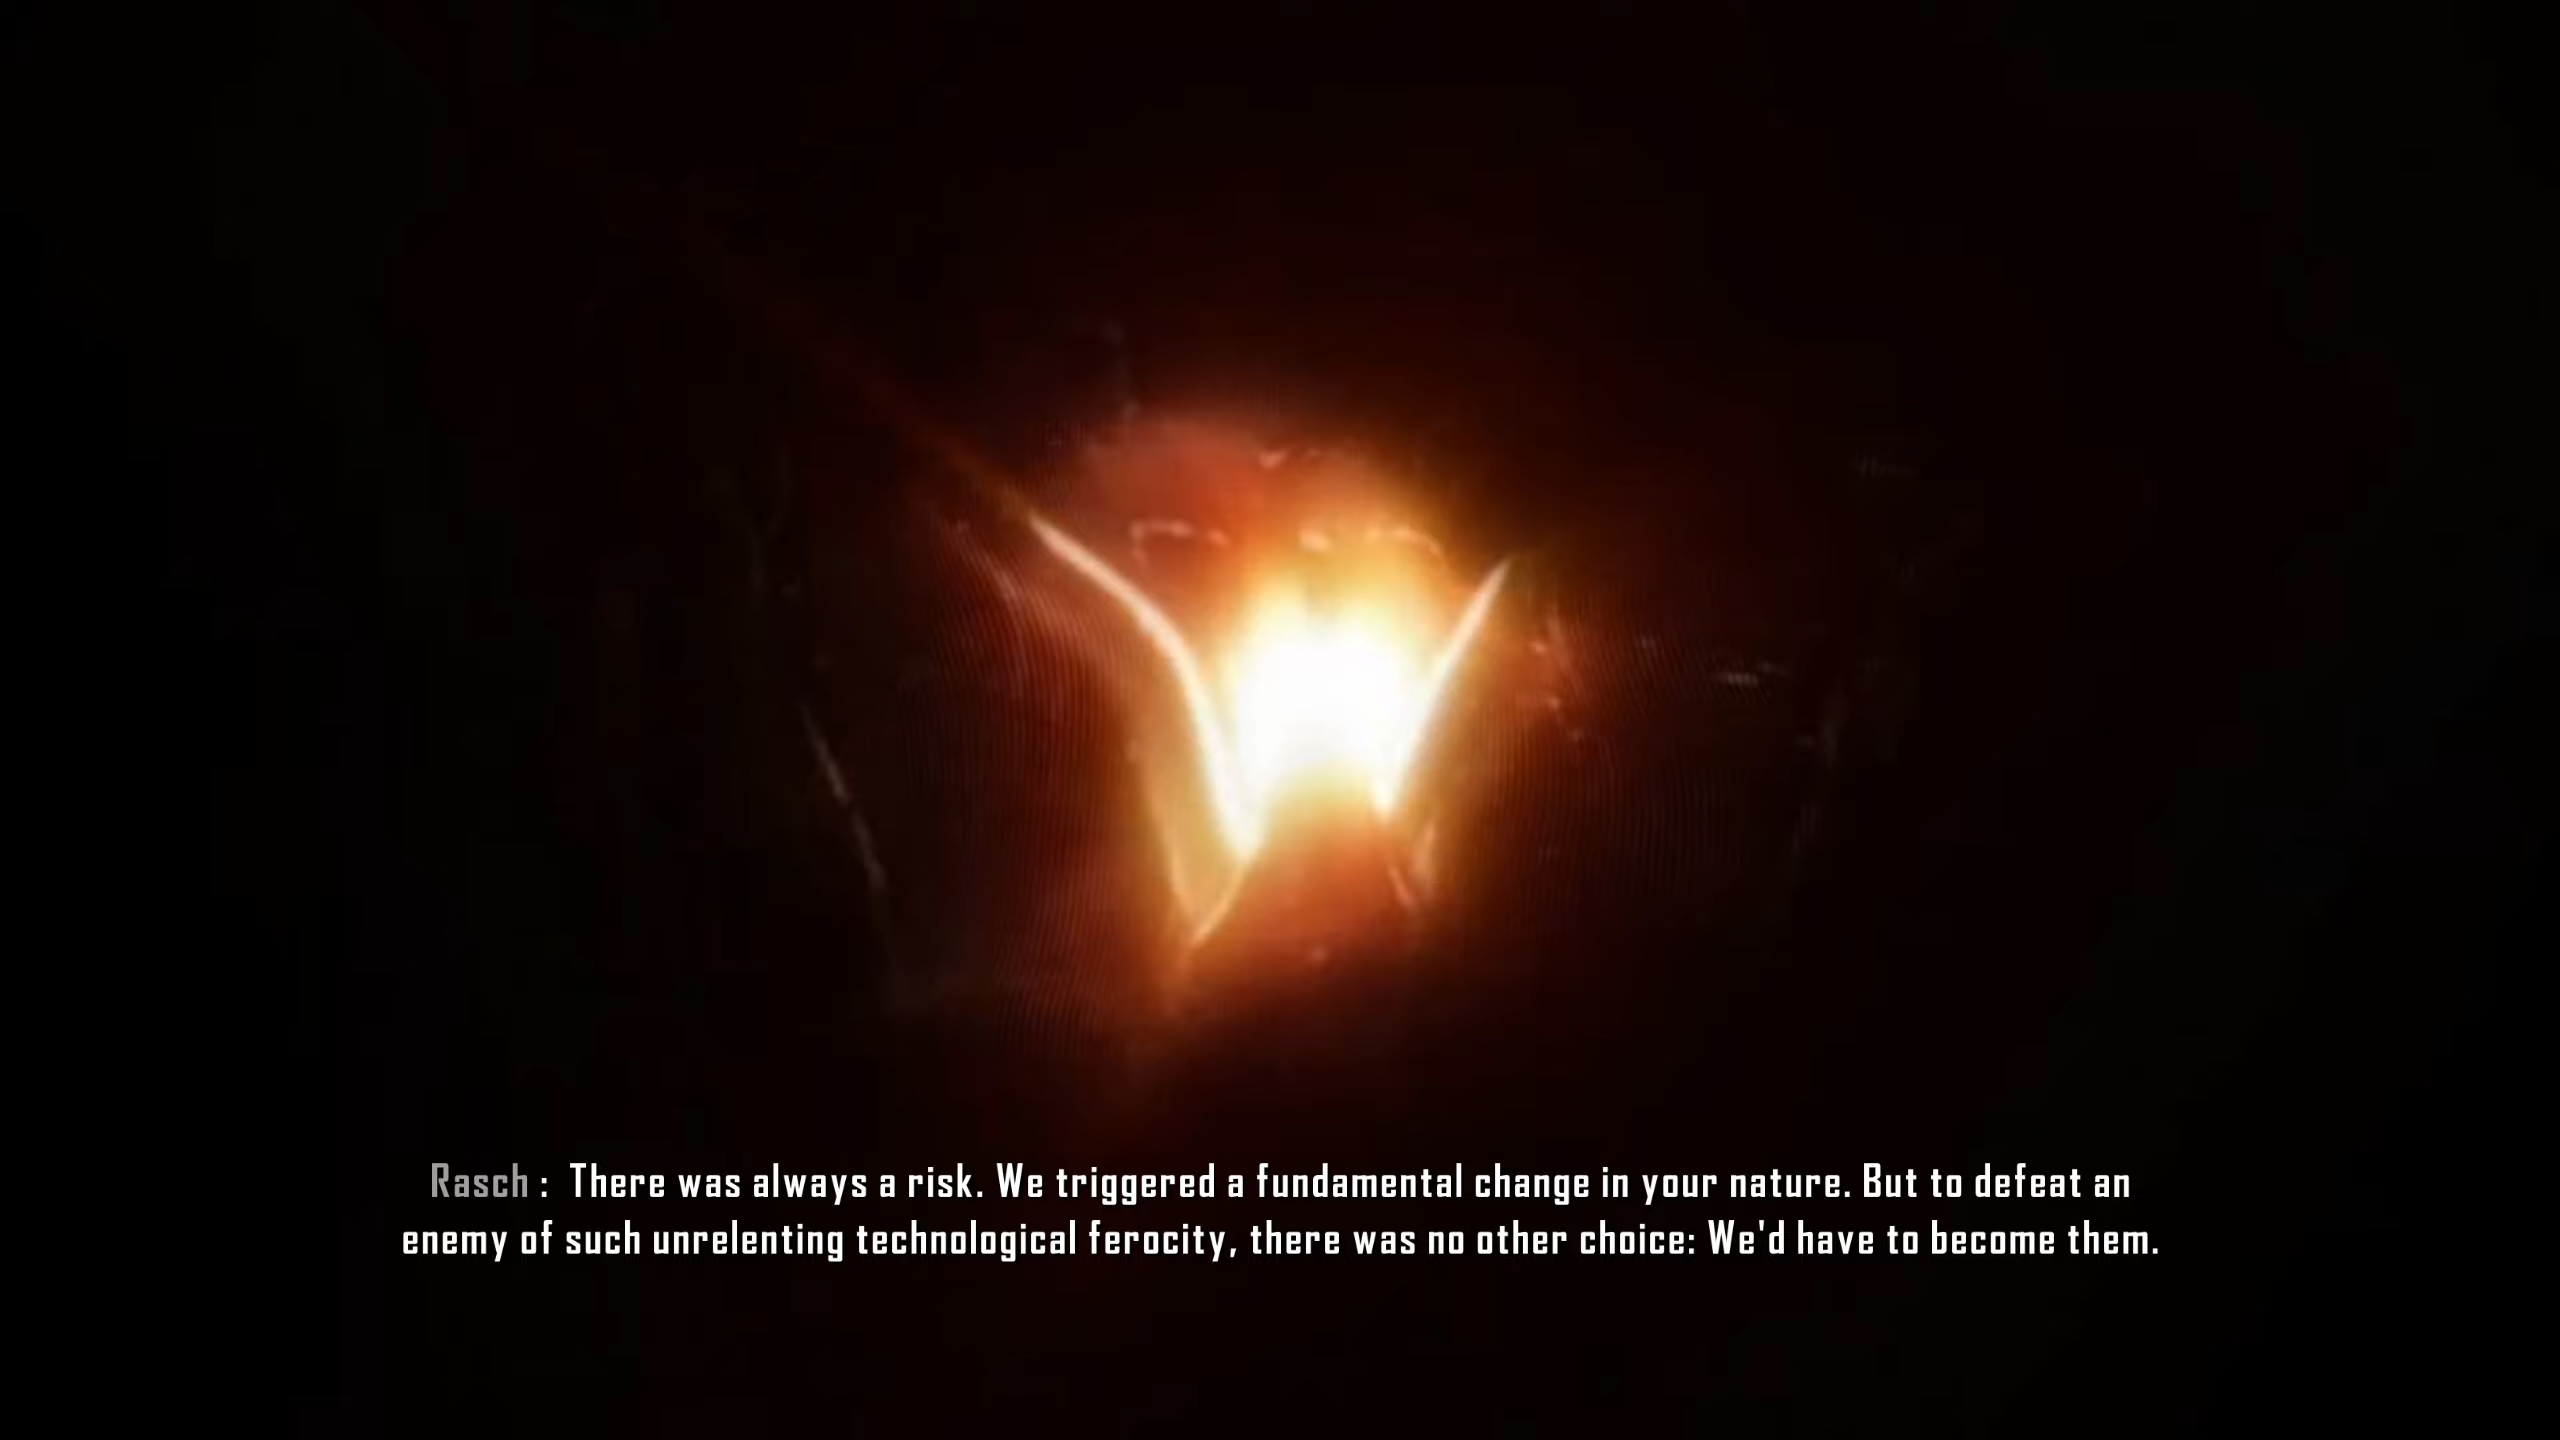 Rasch : There was always a risk. We triggered a fundamental change in your nature. But to defeat an
enemy of such unrelenting technological ferocity, there was no other choice: We'd have to become them.